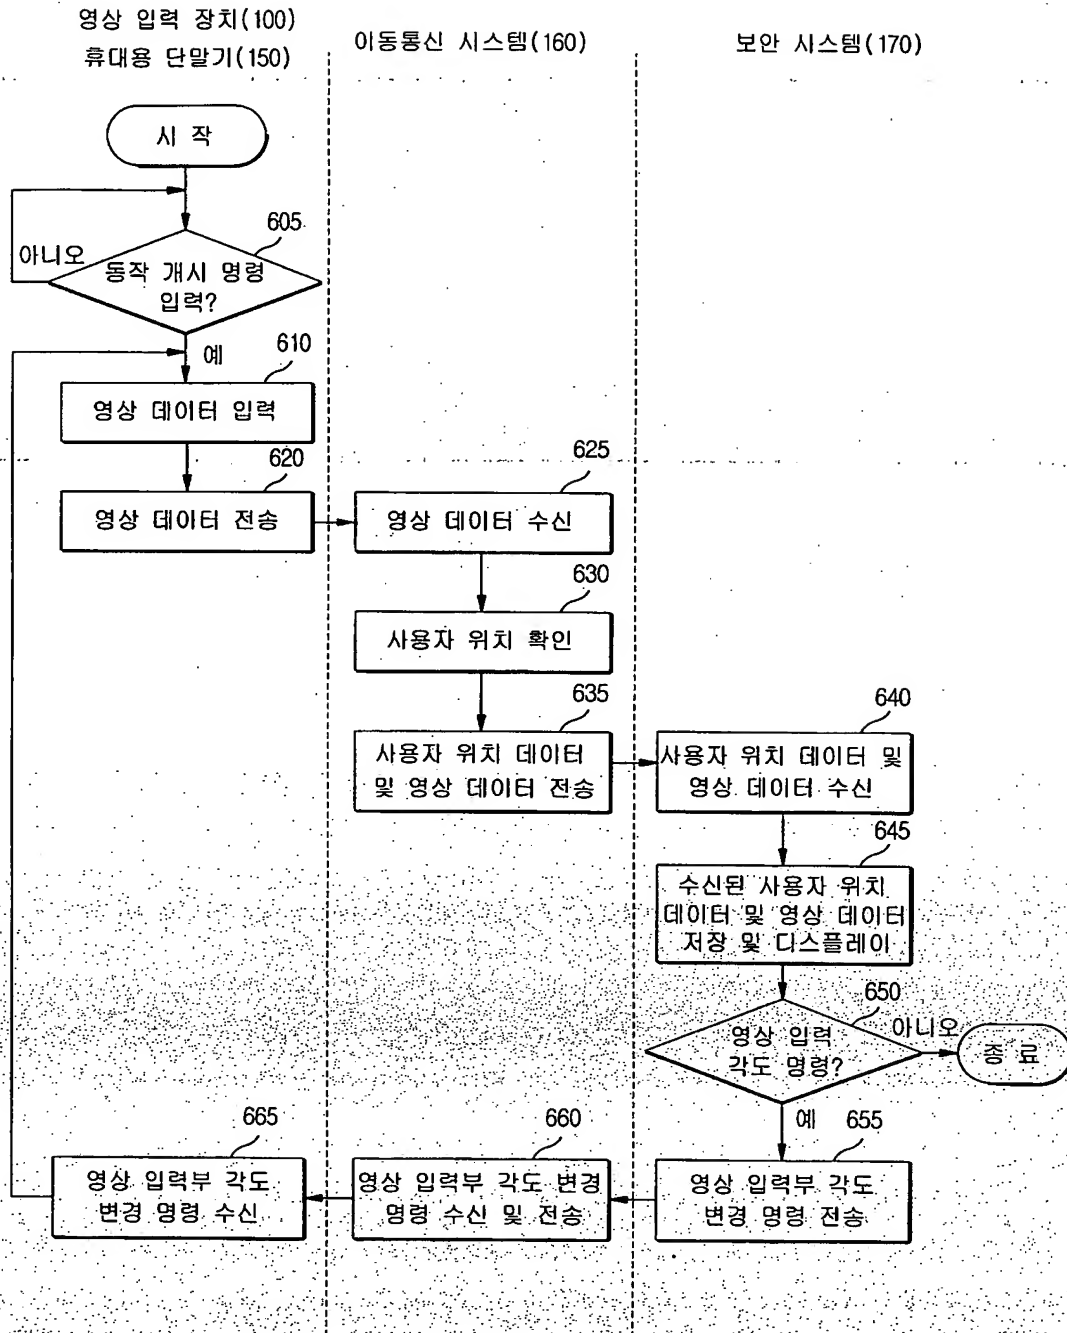 영상 입력 장치(100)
휴대용 단말기(150)
이동통신 시스템(160)
보안 시스템(170)
시 작
605
아니오
동작 개시 명령
입력?
예
610
영상 데이터 입력
620
영상 데이터 전송
625
영상 데이터 수신
630
사용자 위치 확인
635
사용자 위치 데이터
및 영상 데이터 전송
640
사용자 위치 데이터 및
영상 데이터 수신
645
수신된 사용자 위치
데이터 및 영상 데이터
저장 및 디스플레이
650
영상 입력
각도 명령?
아니오
종 료
예
655
영상 입력부 각도
변경 명령 전송
660
영상 입력부 각도 변경
명령 수신 및 전송
665
영상 입력부 각도
변경 명령 수신